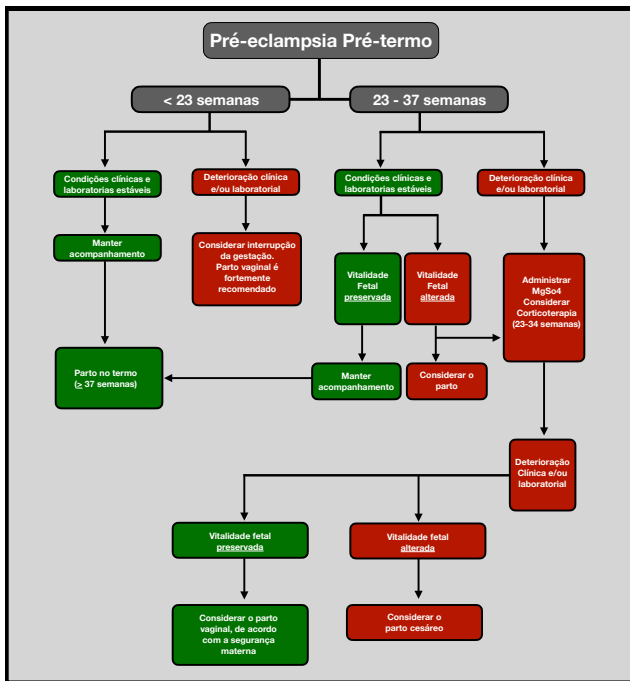 Pré-eclampsia Pré-termo
< 23 semanas
23 - 37 semanas
Condições clínicas e
laboratorias estáveis
Deterioração clínica
e/ou laboratorial
Condições clínicas e
laboratorias estáveis
Deterioração clínica
e/ou laboratorial
Manter
acompanhamento
Considerar interrupção
da gestação.
Parto vaginal é
fortemente
recomendado
Vitalidade
Fetal
preservada
Vitalidade
Fetal
alterada
Administrar
MgSo4
Considerar
Corticoterapia
(23-34 semanas)
Parto no termo
(≥ 37 semanas)
Manter
acompanhamento
Considerar o
parto
Deterioração
Clínica e/ou
laboratorial
Vitalidade fetal
preservada
Vitalidade fetal
alterada
Considerar o parto
vaginal, de acordo
com a segurança
materna
Considerar o
parto cesáreo